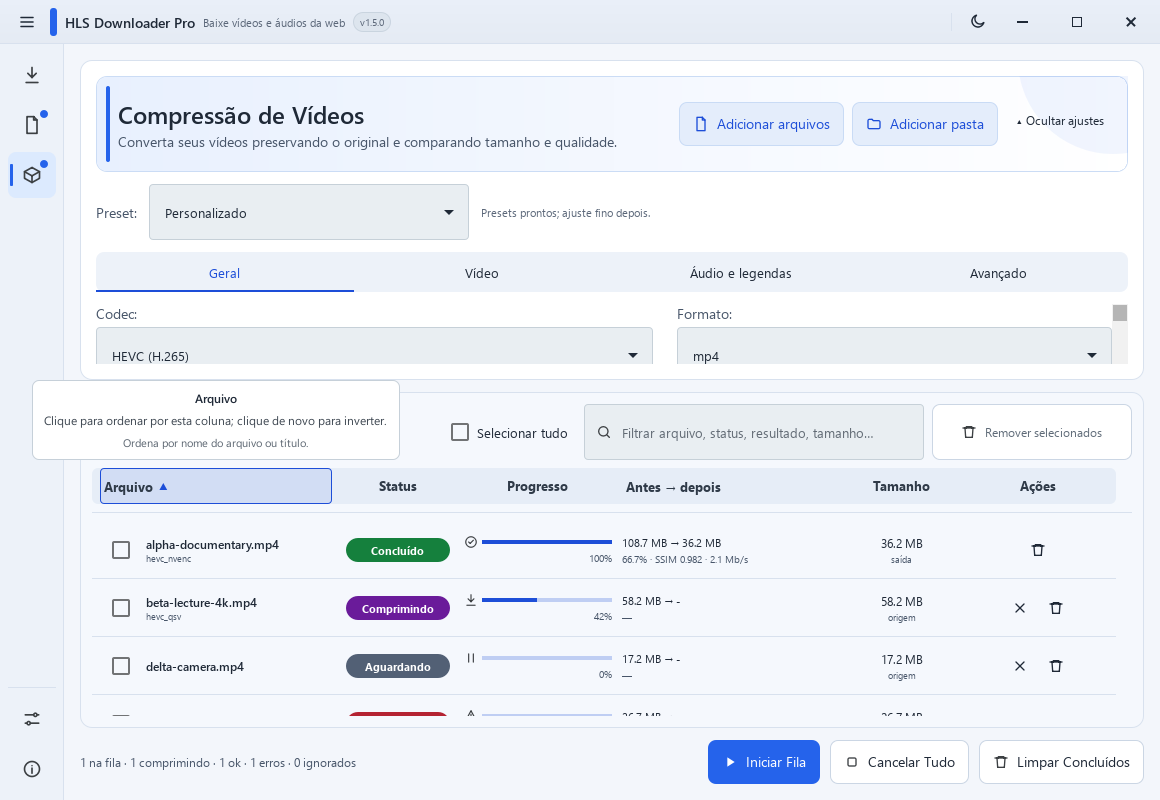 HLS Downloader Pro Baixe vídeos e áudios da web v1.5.0
Compressão de Vídeos
Converta seus vídeos preservando o original e comparando tamanho e qualidade.
Adicionar arquivos
Adicionar pasta
▴ Ocultar ajustes
Preset:
Personalizado
Presets prontos; ajuste fino depois.
Geral
Vídeo
Áudio e legendas
Avançado
Codec:
Formato:
HEVC (H.265)
mp4
Arquivo
Clique para ordenar por esta coluna; clique de novo para inverter.
Ordena por nome do arquivo ou título.
Selecionar tudo
Filtrar arquivo, status, resultado, tamanho...
Remover selecionados
Arquivo ▲
Status
Progresso
Antes → depois
Tamanho
Ações
alpha-documentary.mp4
hevc_nvenc
Concluído
100%
108.7 MB → 36.2 MB
66.7% · SSIM 0.982 · 2.1 Mb/s
36.2 MB
saída
beta-lecture-4k.mp4
hevc_qsv
Comprimindo
42%
58.2 MB → -
—
58.2 MB
origem
delta-camera.mp4
Aguardando
0%
17.2 MB → -
—
17.2 MB
origem
1 na fila · 1 comprimindo · 1 ok · 1 erros · 0 ignorados
Iniciar Fila
Cancelar Tudo
Limpar Concluídos